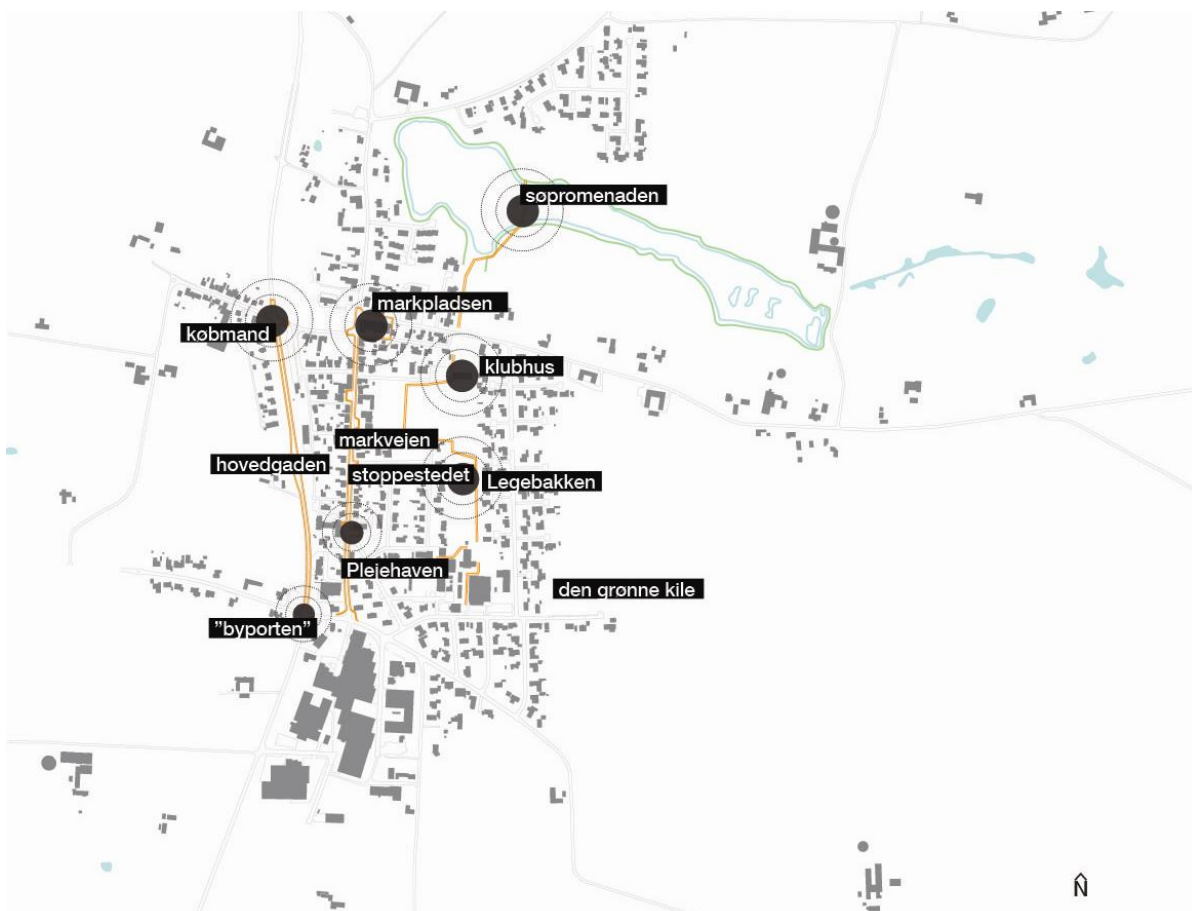 søpromenaden
markpladsen
købmand
klubhus
markvejen
hovedgaden
stoppestedet
Legebakken
Plejehaven
den grønne kile
"byporten"
N